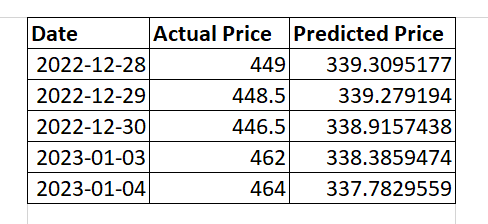 Date Actual Price Predicted Price
2022-12-28 449 339.3095177
2022-12-29 448.5 339.279194
2022-12-30 446.5 338.9157438
2023-01-03 462 338.3859474
2023-01-04 464 337.7829559